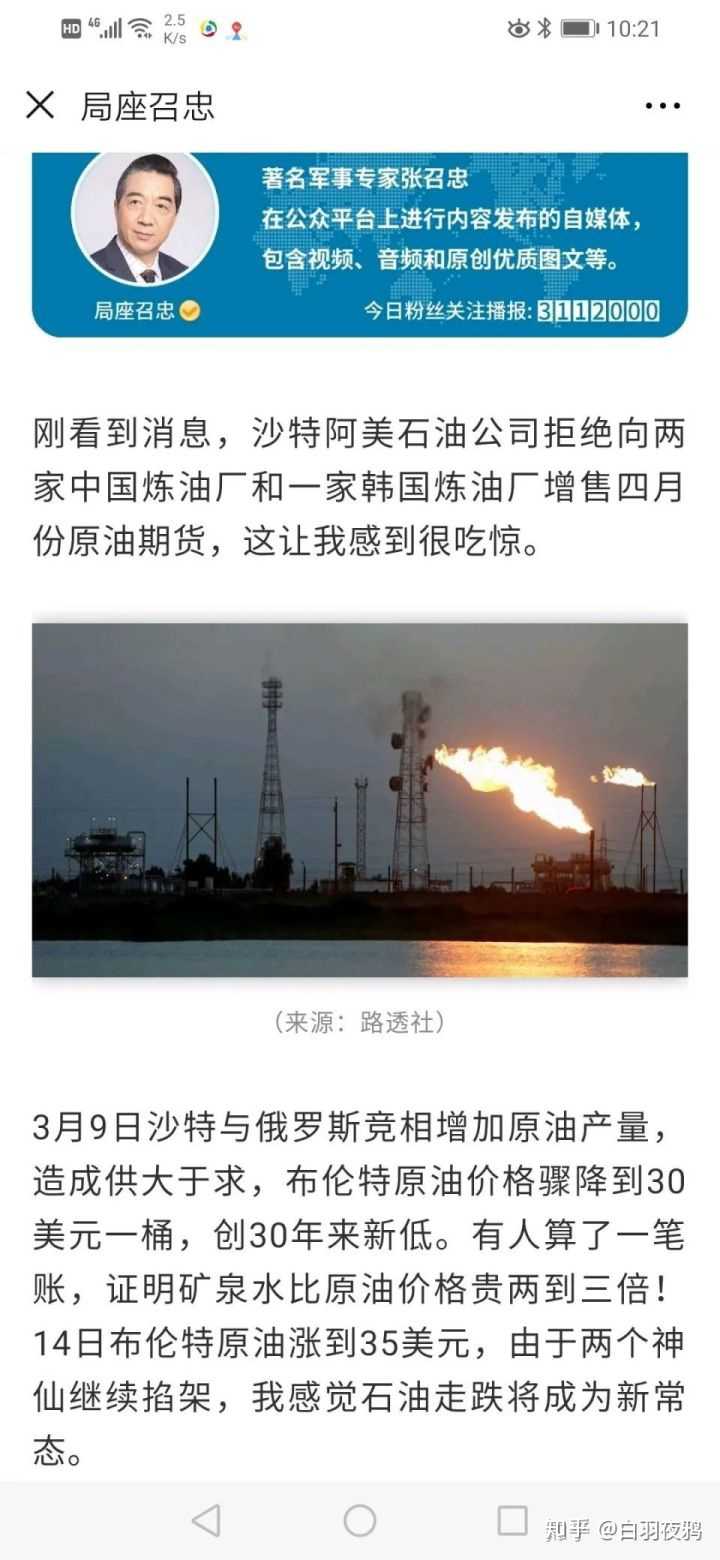 HD 4G 2.5 K/s 10:21
局座召忠
著名军事专家张召忠
在公众平台上进行内容发布的自媒体，
包含视频、音频和原创优质图文等。
局座召忠
今日粉丝关注播报: 3112000
刚看到消息，沙特阿美石油公司拒绝向两
家中国炼油厂和一家韩国炼油厂增售四月
份原油期货，这让我感到很吃惊。
（来源：路透社）
3月9日沙特与俄罗斯竞相增加原油产量，
造成供大于求，布伦特原油价格骤降到30
美元一桶，创30年来新低。有人算了一笔
账，证明矿泉水比原油价格贵两到三倍！
14日布伦特原油涨到35美元，由于两个神
仙继续掐架，我感觉石油走跌将成为新常
态。
知乎 @白羽夜鸦